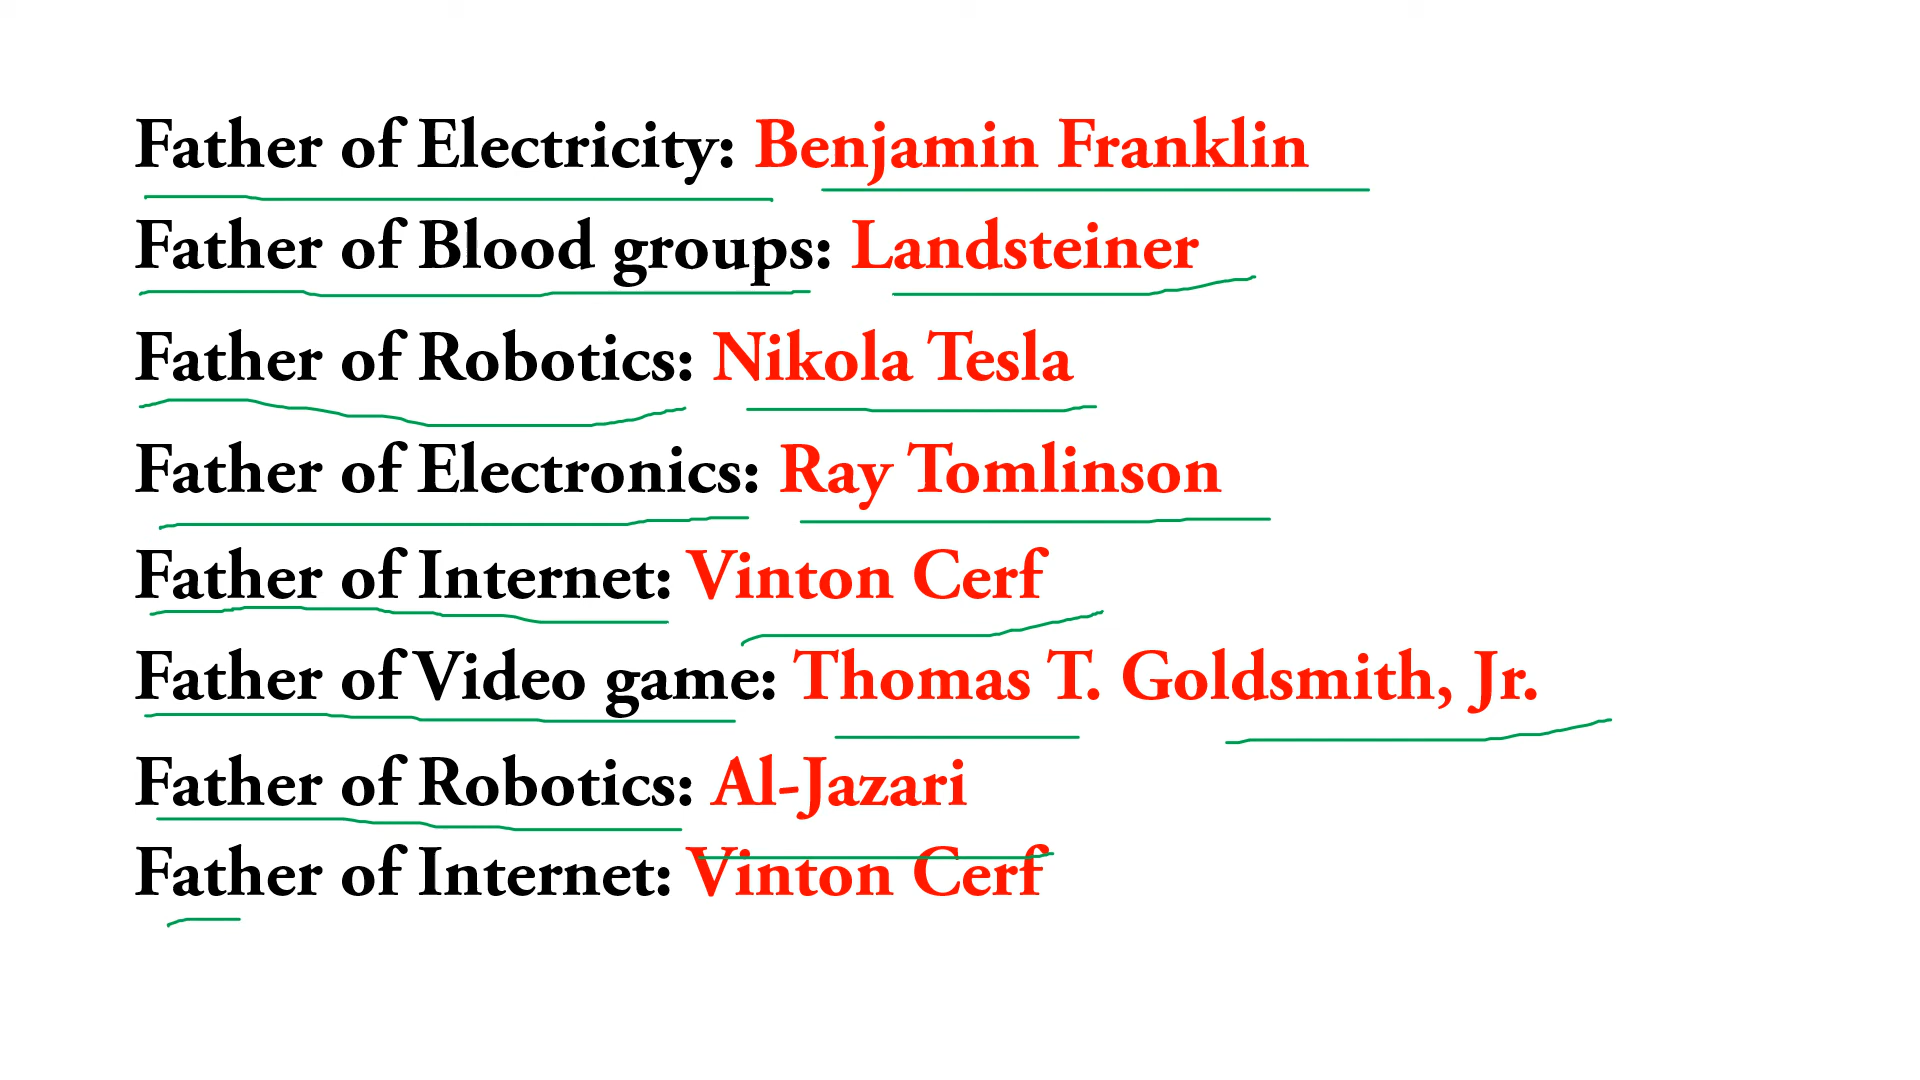 Father of Electricity: Benjamin Franklin
Father of Blood groups: Landsteiner
Father of Robotics: Nikola Tesla
Father of Electronics: Ray Tomlinson
Father of Internet: Vinton Cerf
Father of Video game: Thomas T. Goldsmith, Jr.
Father of Robotics: Al-Jazari
Father of Internet: Vinton Cerf